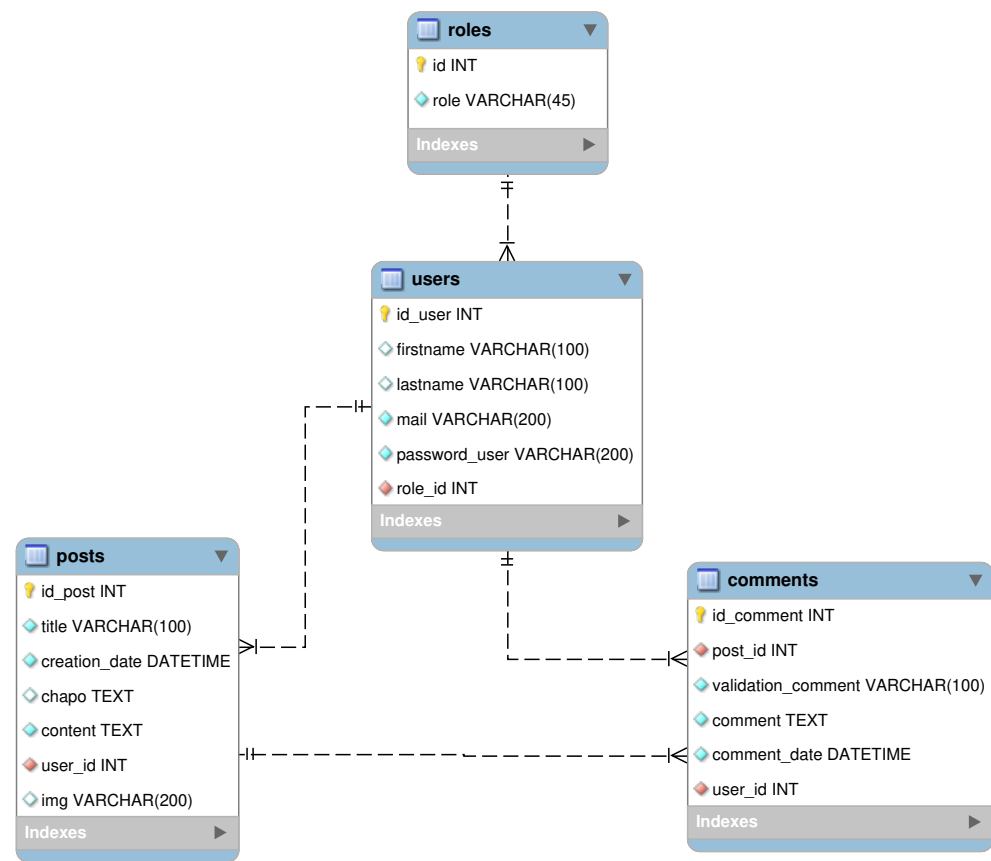 roles
id INT
role VARCHAR(45)
Indexes
users
id_user INT
firstname VARCHAR(100)
lastname VARCHAR(100)
mail VARCHAR(200)
password_user VARCHAR(200)
role_id INT
Indexes
posts
id_post INT
title VARCHAR(100)
creation_date DATETIME
chapo TEXT
content TEXT
user_id INT
img VARCHAR(200)
Indexes
comments
id_comment INT
post_id INT
validation_comment VARCHAR(100)
comment TEXT
comment_date DATETIME
user_id INT
Indexes